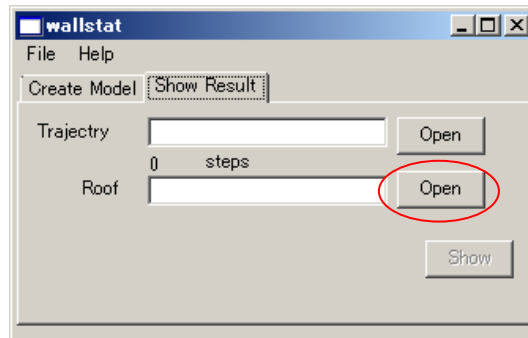 wallstat
File Help
Create Model Show Result
Trajectry Open
0 steps
Roof Open
Show